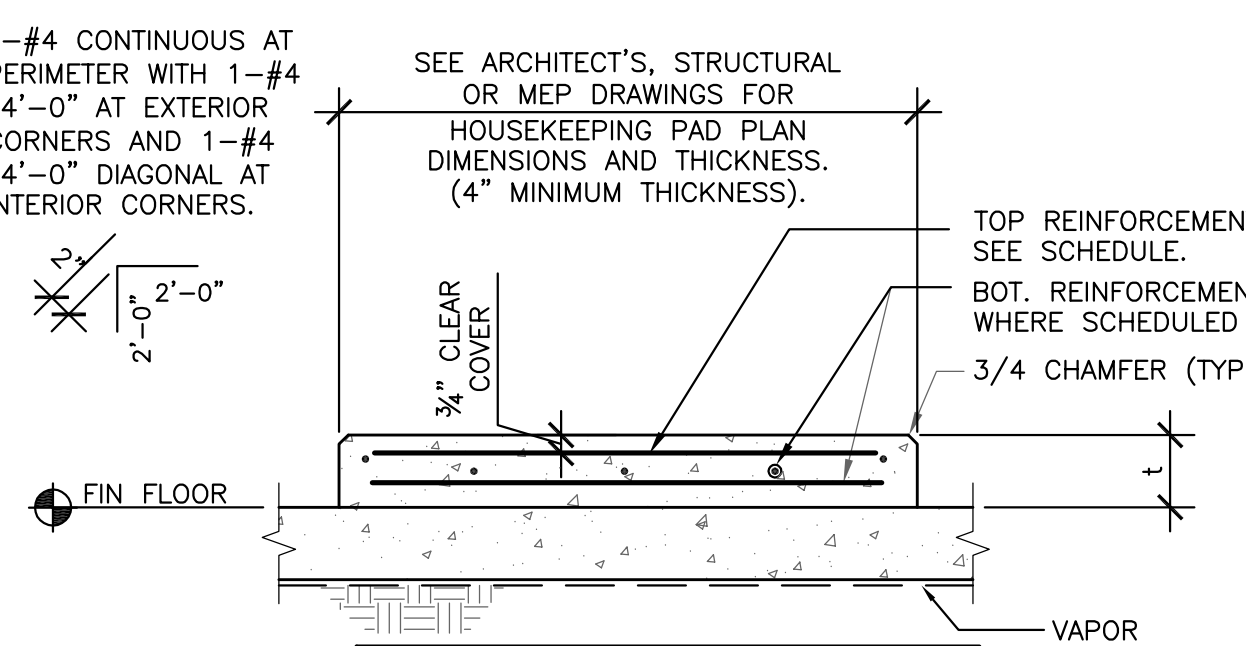 -#4 CONTINUOUS AT
PERIMETER WITH 1-#4
4'-0" AT EXTERIOR
CORNERS AND 1-#4
4'-0" DIAGONAL AT
INTERIOR CORNERS.
2"
2'-0"
2'-0"
SEE ARCHITECT'S, STRUCTURAL
OR MEP DRAWINGS FOR
HOUSEKEEPING PAD PLAN
DIMENSIONS AND THICKNESS.
(4" MINIMUM THICKNESS).
3/4" CLEAR
COVER
TOP REINFORCEMEN
SEE SCHEDULE.
BOT. REINFORCEMEN
WHERE SCHEDULED
3/4 CHAMFER (TYP
t
FIN FLOOR
VAPOR